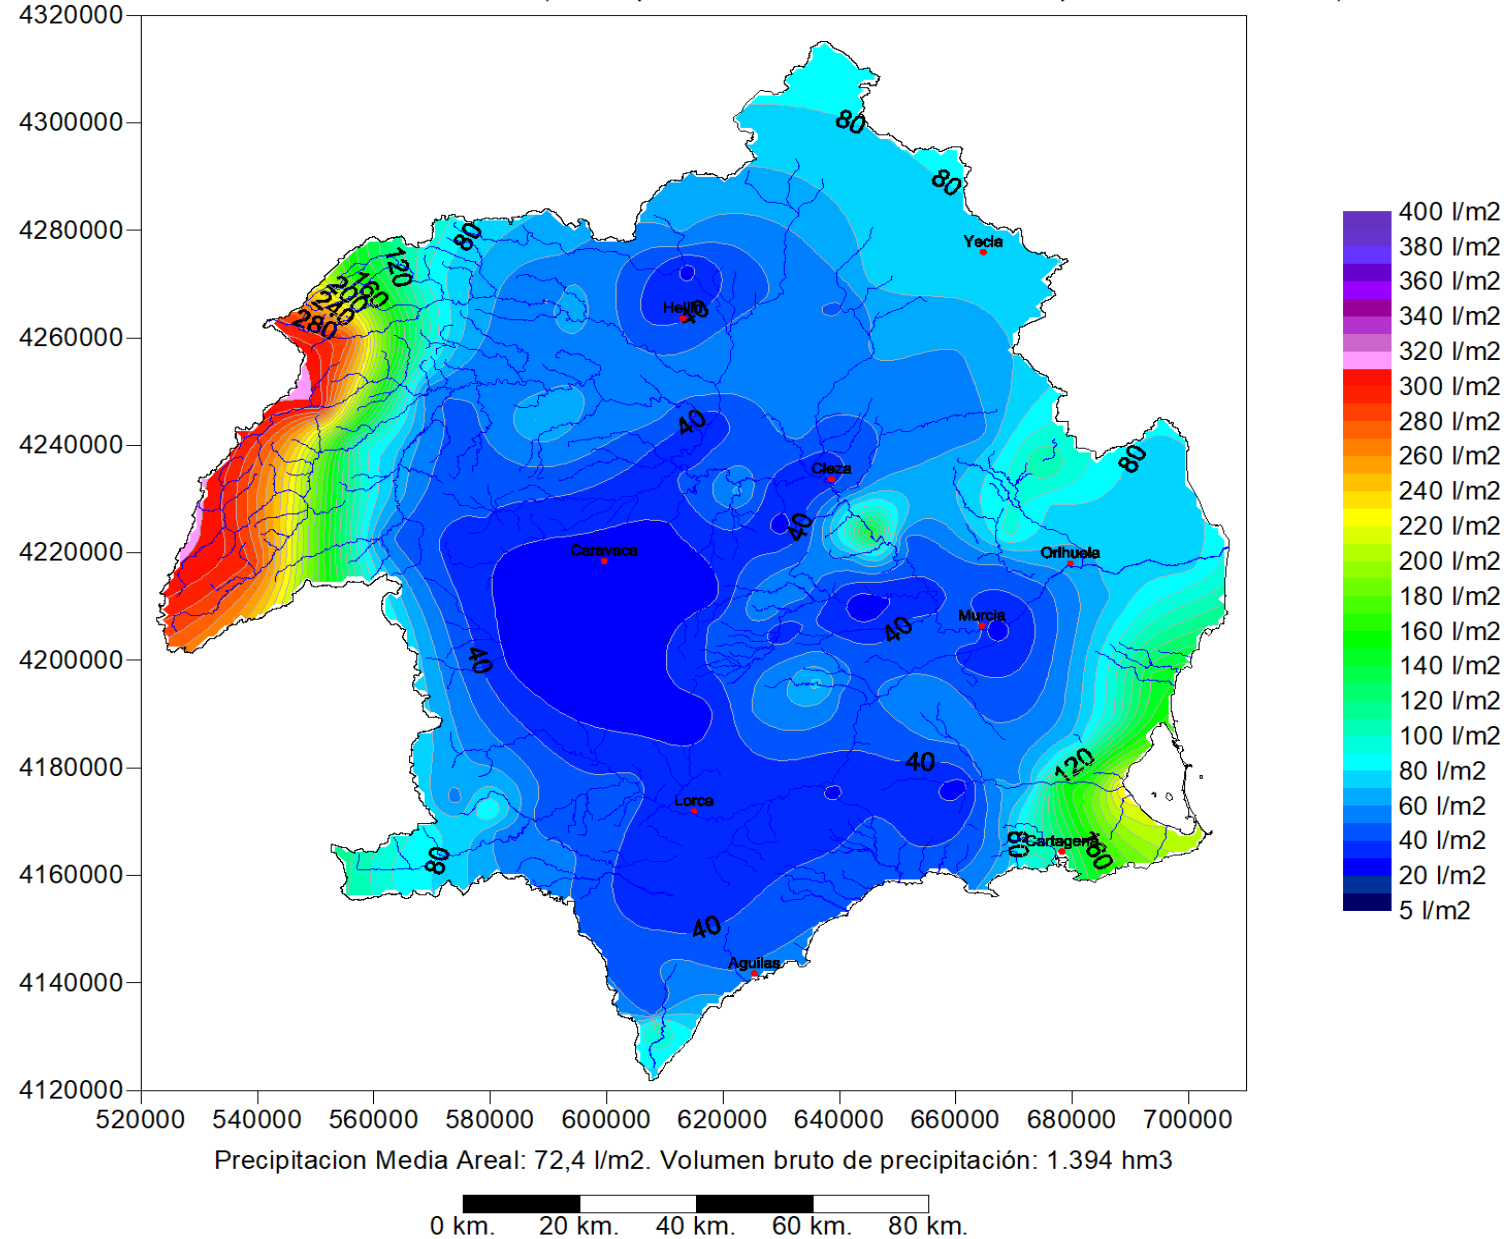 4320000
4300000
4280000
4260000
4240000
4220000
4200000
4180000
4160000
4140000
4120000
520000 540000 560000 580000 600000 620000 640000 660000 680000 700000
80
80
Yecla
80
120
160
200
240
280
Hellín
40
40
Cieza
80
40
Caravaca
Orihuela
Murcia
40
40
40
120
Lorca
80
Cartagena
160
80
40
Aguilas
400 l/m2
380 l/m2
360 l/m2
340 l/m2
320 l/m2
300 l/m2
280 l/m2
260 l/m2
240 l/m2
220 l/m2
200 l/m2
180 l/m2
160 l/m2
140 l/m2
120 l/m2
100 l/m2
80 l/m2
60 l/m2
40 l/m2
20 l/m2
5 l/m2
Precipitacion Media Areal: 72,4 l/m2. Volumen bruto de precipitación: 1.394 hm3
0 km. 20 km. 40 km. 60 km. 80 km.